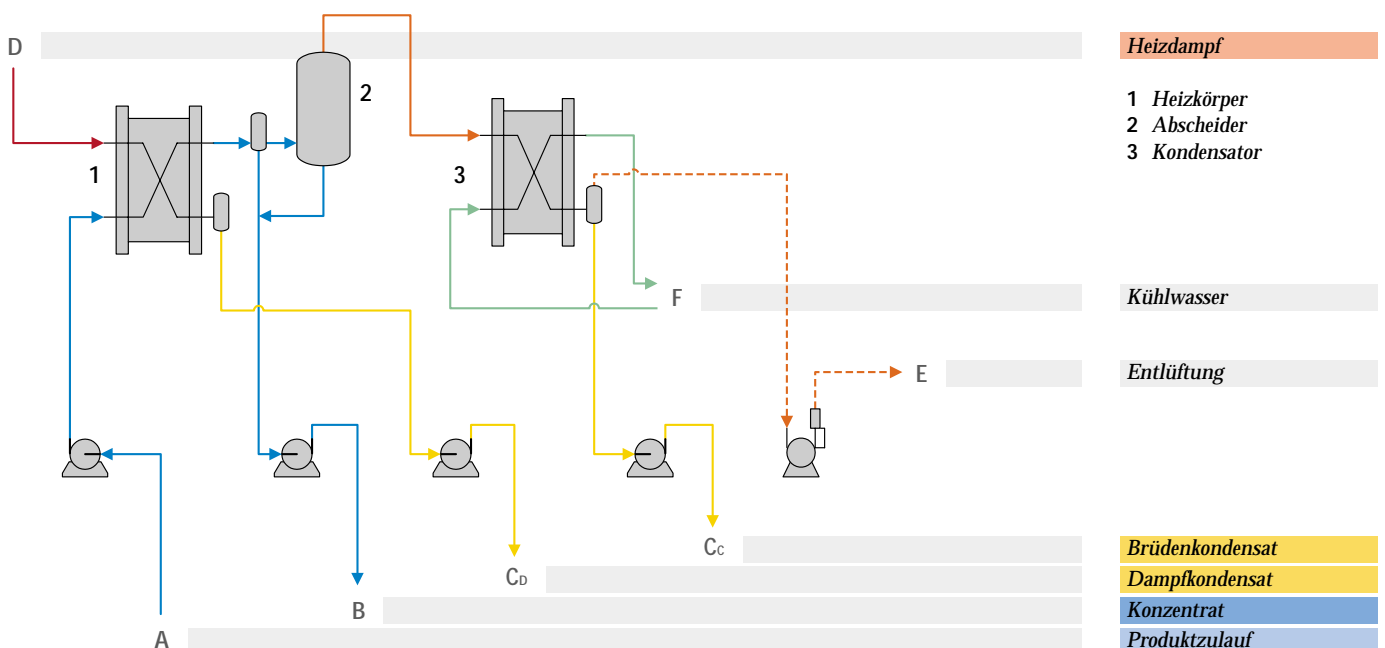 D Heizdampf
1 Heizkörper
2 Abscheider
3 Kondensator
2
1
3
F Kühlwasser
E Entlüftung
Cc Brüdenkondensat
CD Dampfkondensat
B Konzentrat
A Produktzulauf